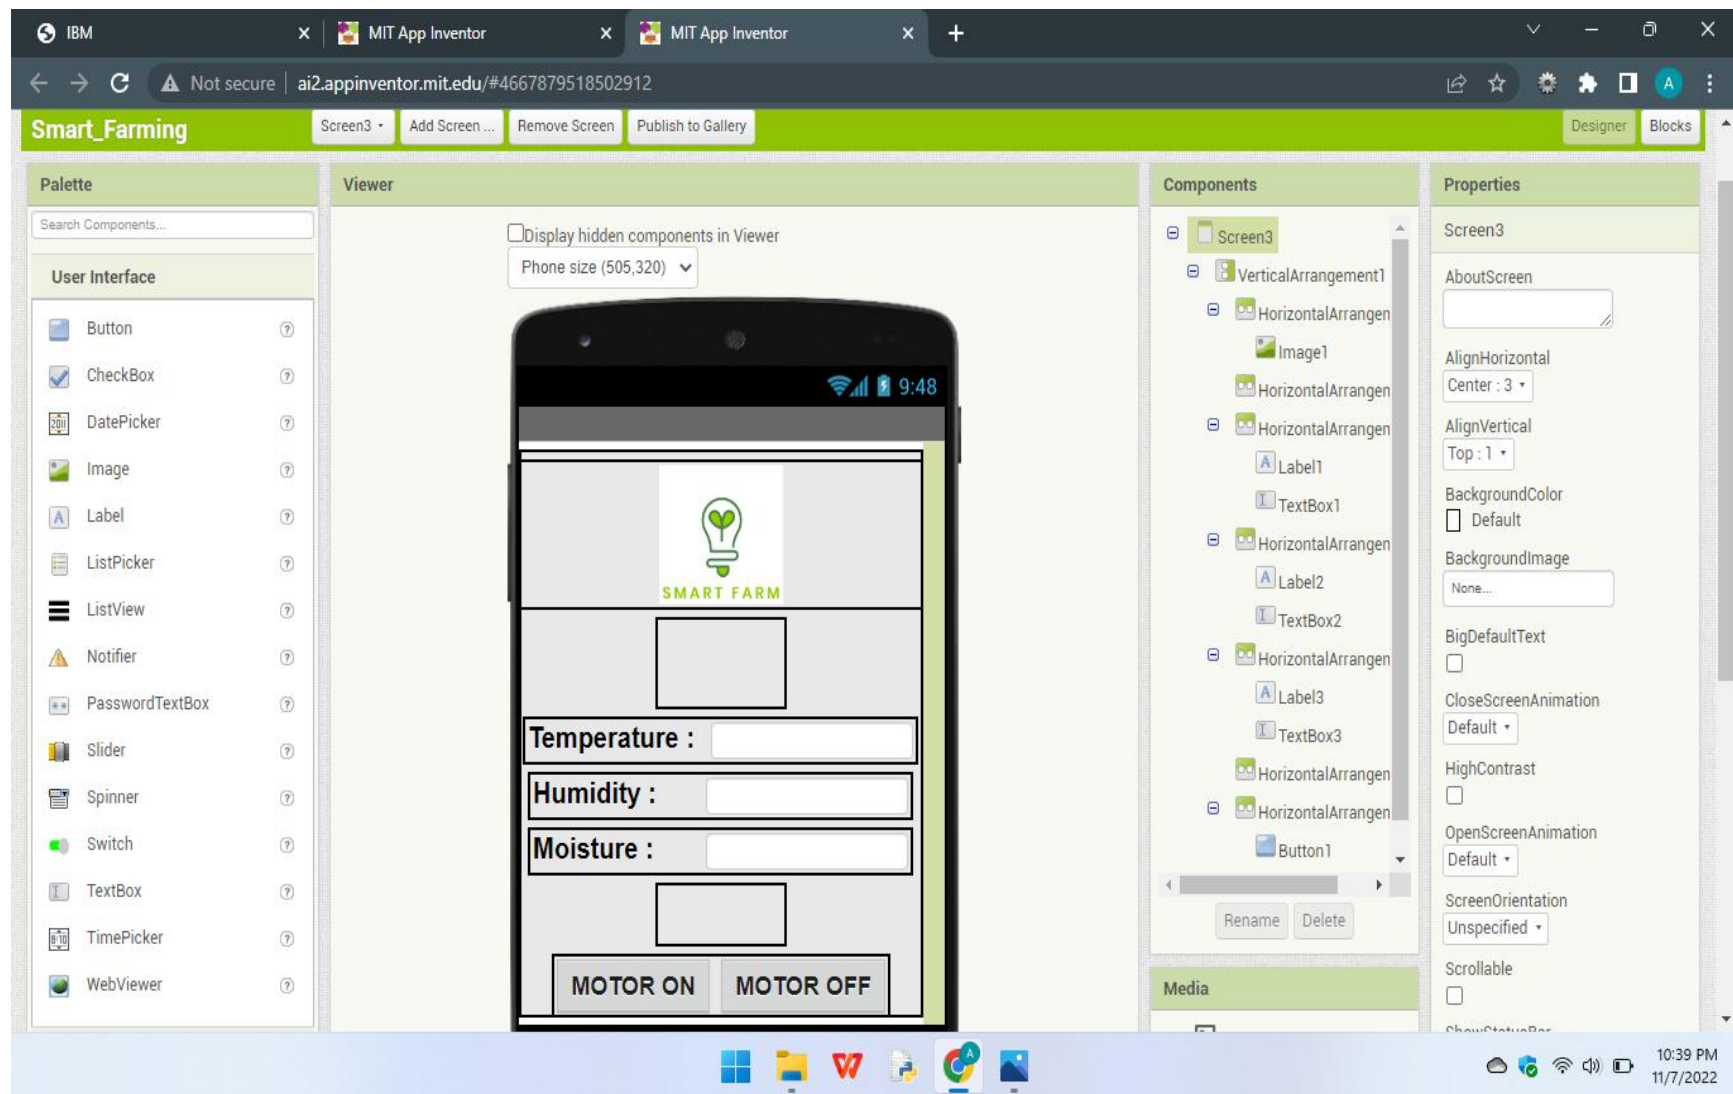 IBM
MIT App Inventor
MIT App Inventor
Not secure
ai2.appinventor.mit.edu/#4667879518502912
A
Smart_Farming
Screen3
Add Screen ...
Remove Screen
Publish to Gallery
Designer
Blocks
Palette
Search Components...
User Interface
Button
CheckBox
DatePicker
Image
Label
ListPicker
ListView
Notifier
PasswordTextBox
Slider
Spinner
Switch
TextBox
TimePicker
WebViewer
Viewer
Display hidden components in Viewer
Phone size (505,320)
9:48
SMART FARM
Temperature :
Humidity :
Moisture :
MOTOR ON
MOTOR OFF
Components
Screen3
VerticalArrangement1
HorizontalArrangen
Image1
HorizontalArrangen
HorizontalArrangen
Label1
TextBox1
HorizontalArrangen
Label2
TextBox2
HorizontalArrangen
Label3
TextBox3
HorizontalArrangen
HorizontalArrangen
Button1
Rename
Delete
Media
Properties
Screen3
AboutScreen
AlignHorizontal
Center : 3
AlignVertical
Top : 1
BackgroundColor
Default
BackgroundImage
None...
BigDefaultText
CloseScreenAnimation
Default
HighContrast
OpenScreenAnimation
Default
ScreenOrientation
Unspecified
Scrollable
ShowStatusBar
10:39 PM
11/7/2022